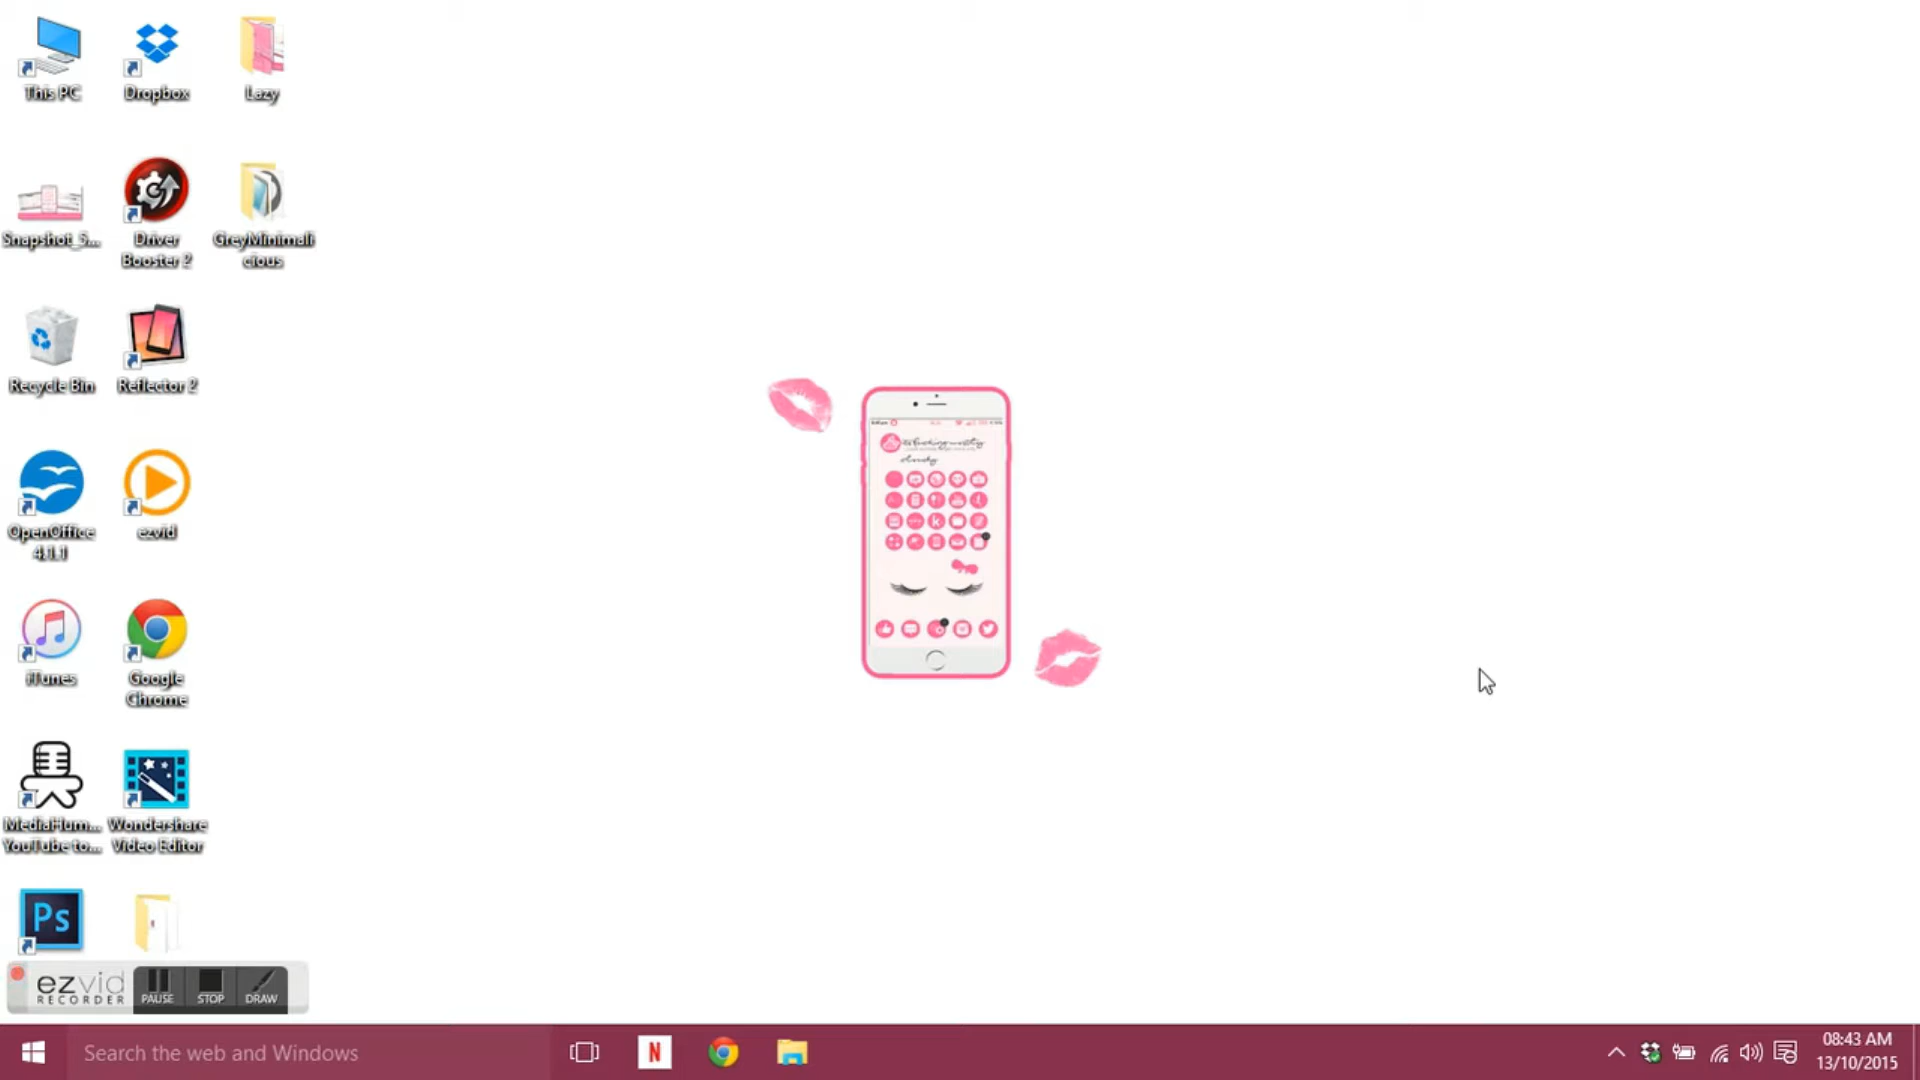 This PC
Dropbox
Lazy
Snapshot_5...
Driver
Booster 2
GreyMinimali
cious
Recycle Bin
Reflector 2
OpenOffice
4.1.1
ezvid
iTunes
Google
Chrome
MediaHum...
YouTube to...
Wondershare
Video Editor
Ps
ezvid
RECORDER
PAUSE
STOP
DRAW
Search the web and Windows
N
08:43 AM
13/10/2015